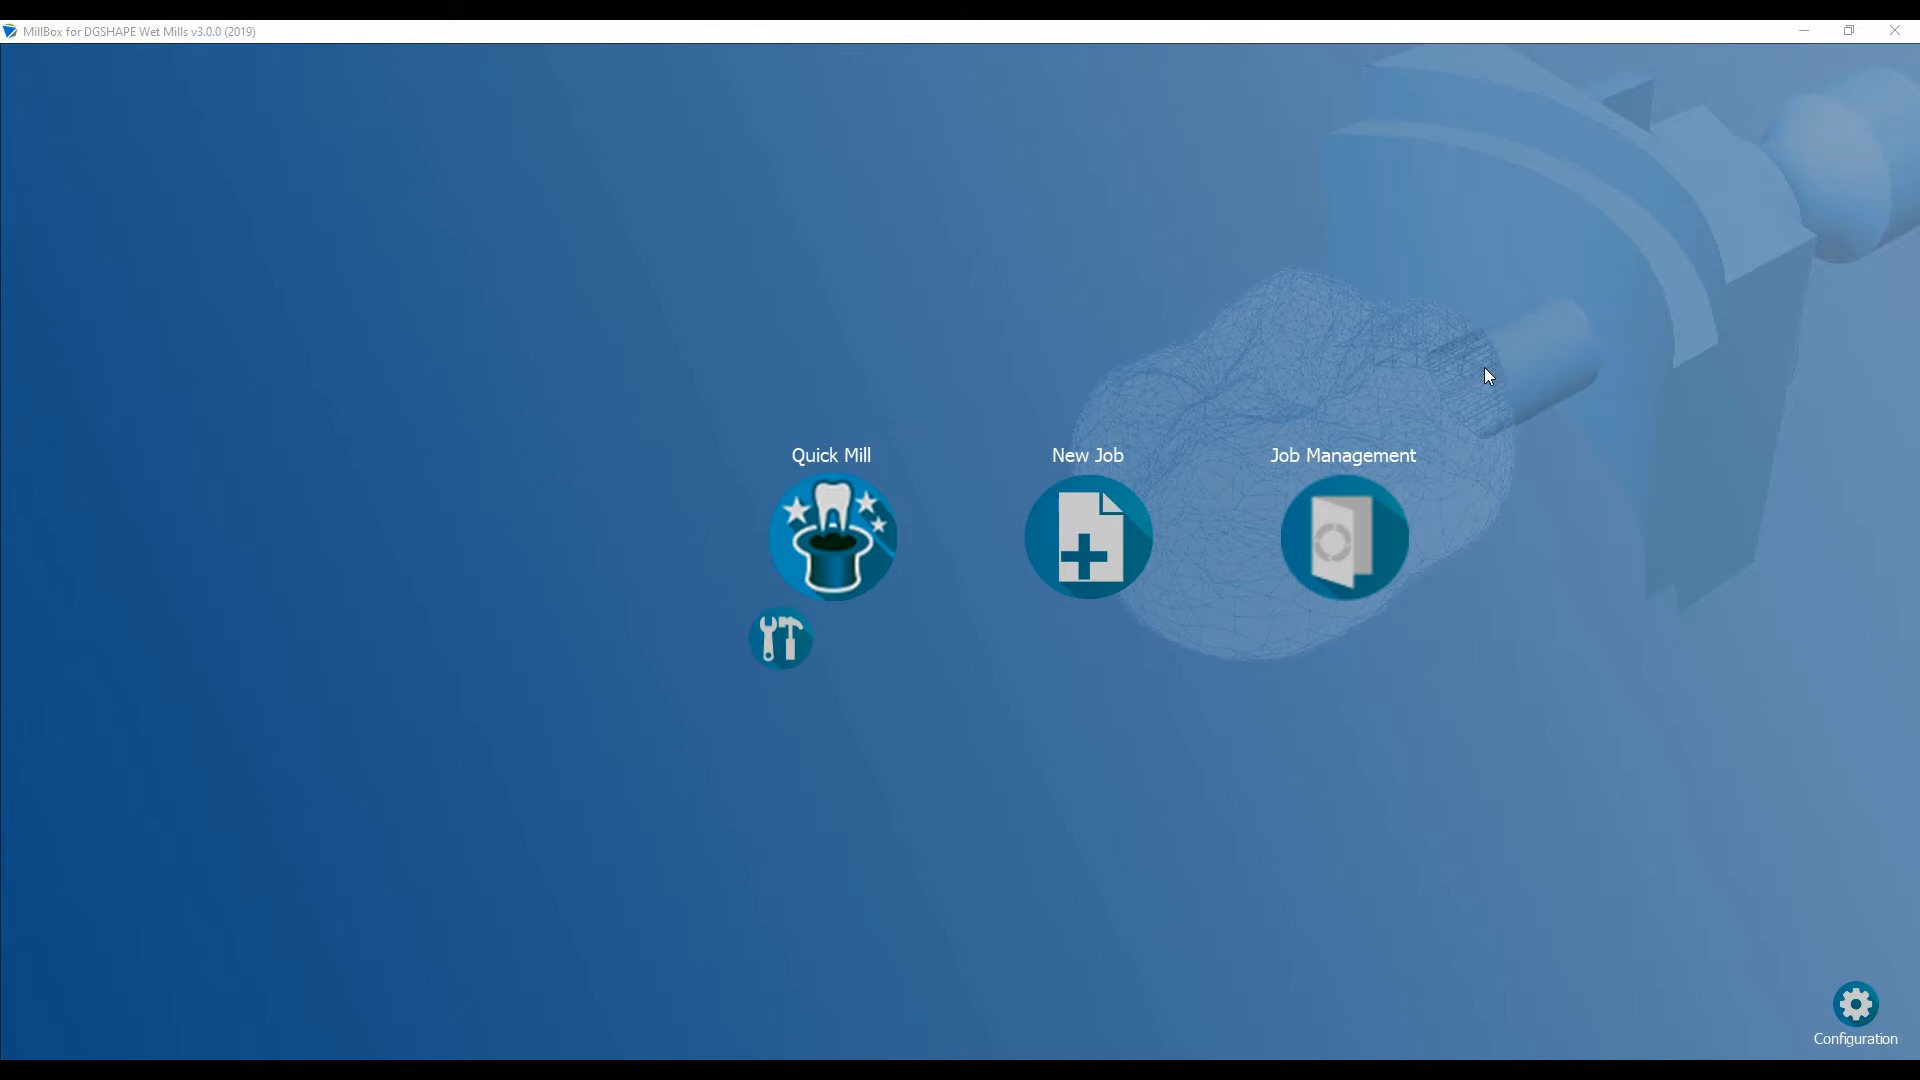 MillBox for DGSHAPE Wet Mills v3.0.0 (2019)
Quick Mill
New Job
Job Management
Configuration